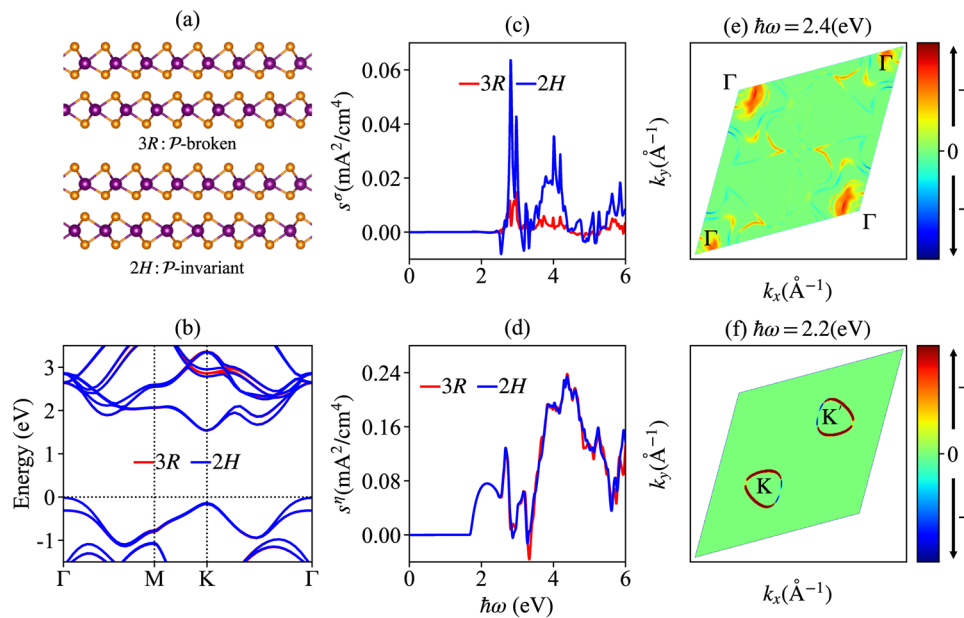 (a)
3R : 𝒫-broken
2H : 𝒫-invariant
(b)
Energy (eV)
3
2
1
0
-1
3R 2H
Γ M K Γ
(c)
s^σ(mA²/cm⁴)
0.06
0.04
0.02
0.00
3R 2H
0 2 4 6
(d)
s^η(mA²/cm⁴)
0.24
0.16
0.08
0.00
3R 2H
0 2 4 6
ℏω (eV)
(e) ℏω = 2.4(eV)
k_y(Å⁻¹)
Γ Γ
Γ Γ
k_x(Å⁻¹)
0
(f) ℏω = 2.2(eV)
k_y(Å⁻¹)
K′
K
k_x(Å⁻¹)
0